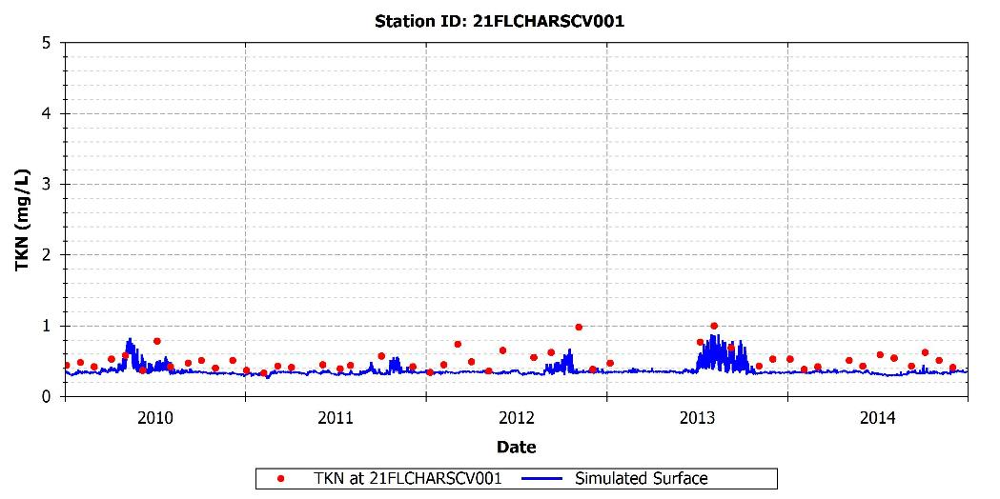 Station ID: 21FLCHARSCV001
5
4
3
2
1
0
TKN (mg/L)
2010 2011 2012 2013 2014
Date
TKN at 21FLCHARSCV001 Simulated Surface